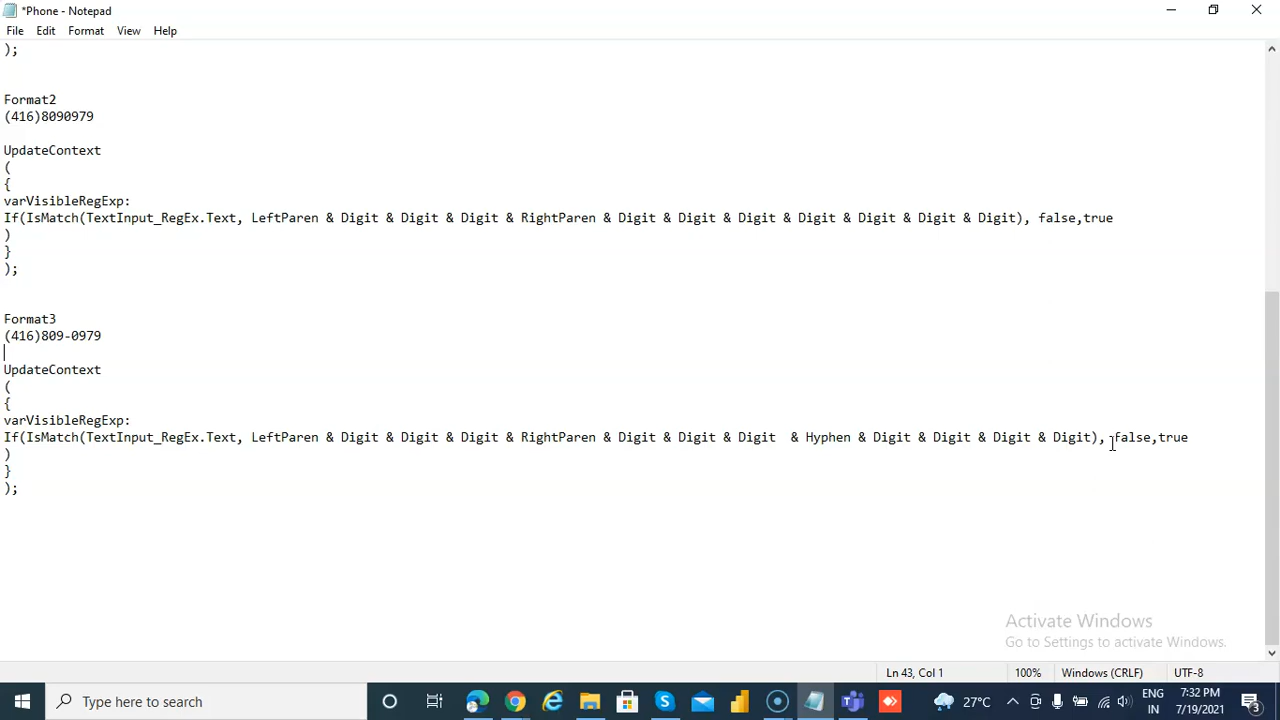 *Phone - Notepad
File Edit Format View Help
);
Format2
(416)8090979
UpdateContext
(
{
varVisibleRegExp:
If(IsMatch(TextInput_RegEx.Text, LeftParen & Digit & Digit & Digit & RightParen & Digit & Digit & Digit & Digit & Digit & Digit & Digit), false,true
)
}
);
Format3
(416)809-0979
UpdateContext
(
{
varVisibleRegExp:
If(IsMatch(TextInput_RegEx.Text, LeftParen & Digit & Digit & Digit & RightParen & Digit & Digit & Digit  & Hyphen & Digit & Digit & Digit & Digit), false,true
)
}
);
Activate Windows
Go to Settings to activate Windows.
Ln 43, Col 1 100% Windows (CRLF) UTF-8
Type here to search 27°C ENG IN 7:32 PM 7/19/2021 3